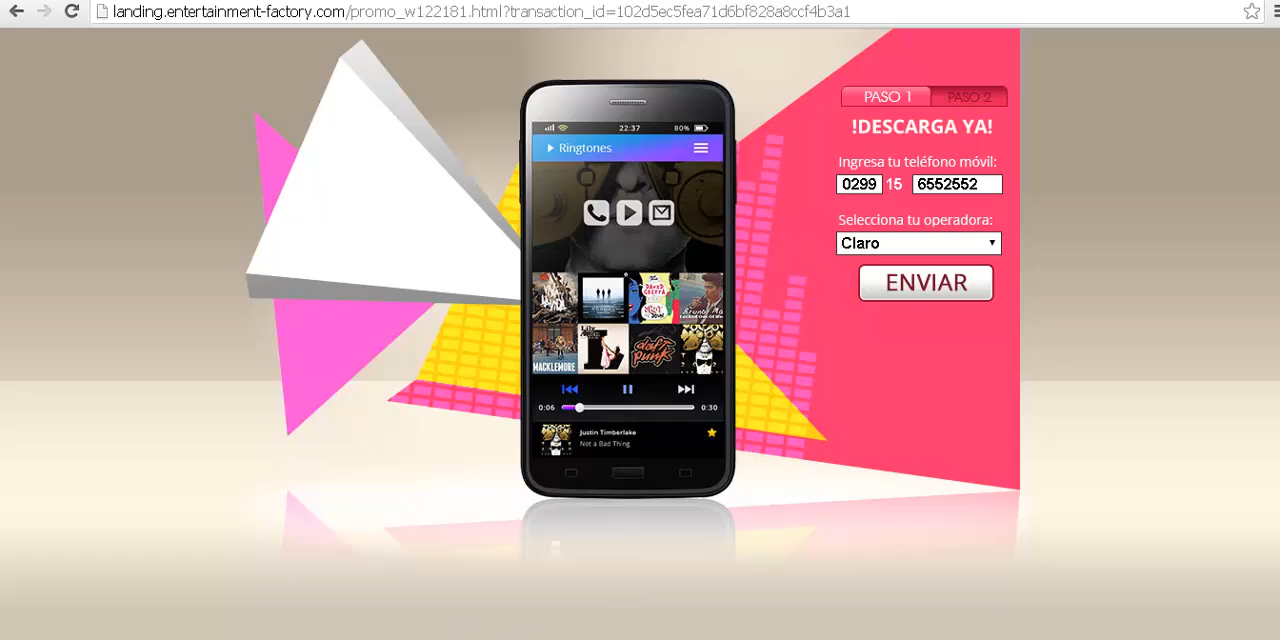 landing.entertainment-factory.com/promo_w122181.html?transaction_id=102d5ec5fea71d6bf828a8ccf4b3a1
22:37 80%
Ringtones
MACKLEMORE
daft punk
0:06 0:30
Justin Timberlake
Not a Bad Thing
PASO 1 PASO 2
!DESCARGA YA!
Ingresa tu teléfono móvil:
0299 15 6552552
Selecciona tu operadora:
Claro
ENVIAR